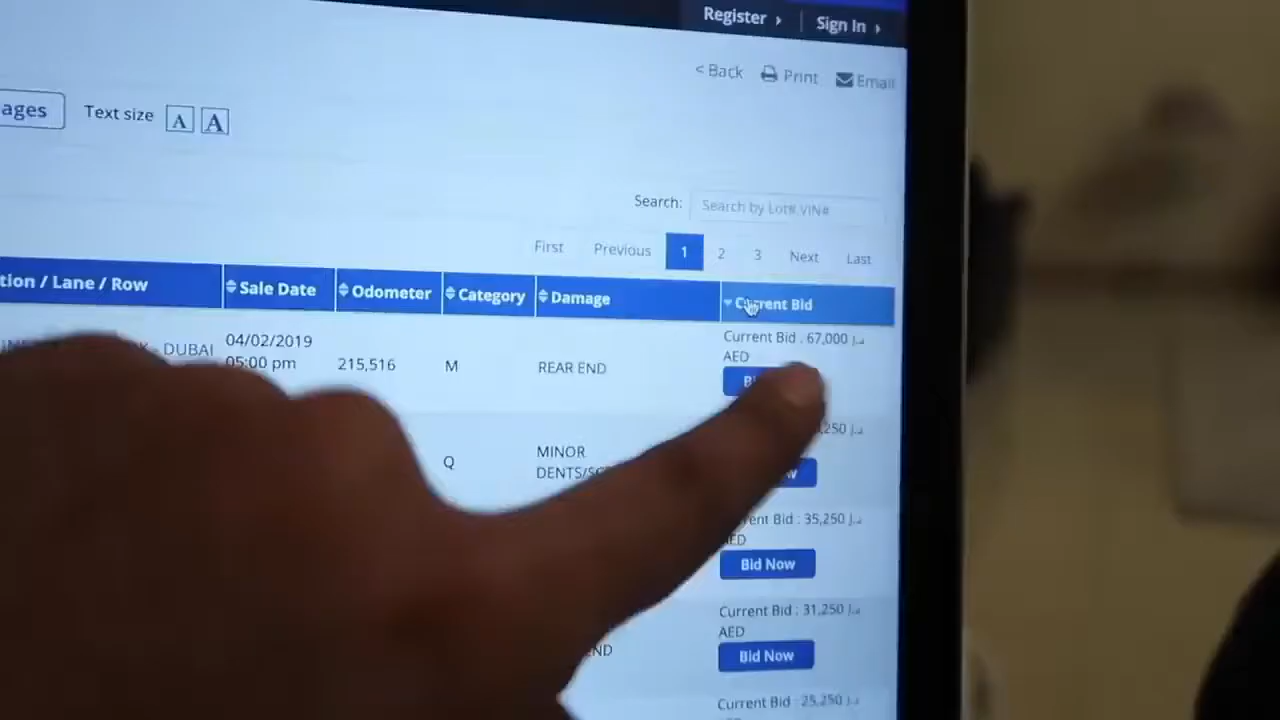 Register ›
Sign In ›
< Back
Print
Email
ages
Text size
A
A
Search:
Search by Lot#,VIN#
First
Previous
1
2
3
Next
Last
tion / Lane / Row
Sale Date
Odometer
Category
Damage
Current Bid
- DUBAI
04/02/2019
05:00 pm
215,516
M
REAR END
Current Bid : 67,000 د.إ
AED
Q
MINOR
,250 د.إ
Current Bid : 35,250 د.إ
AED
Bid Now
Current Bid : 31,250 د.إ
AED
Bid Now
Current Bid : 25,250 د.إ